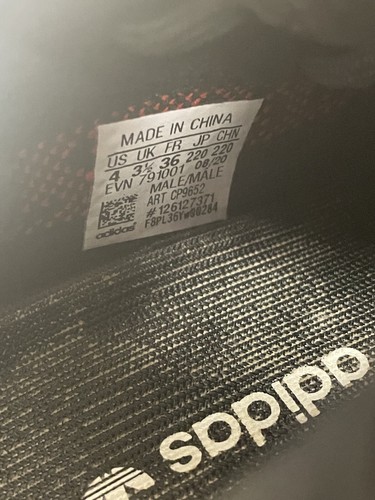 MADE IN CHINA
US UK FR JP CHN
4 3½ 36 220 220
EVN 791001 08/20
MALE/MALE
ART CP9652
#126127371
F8PL36YW80284
adidas
adidas